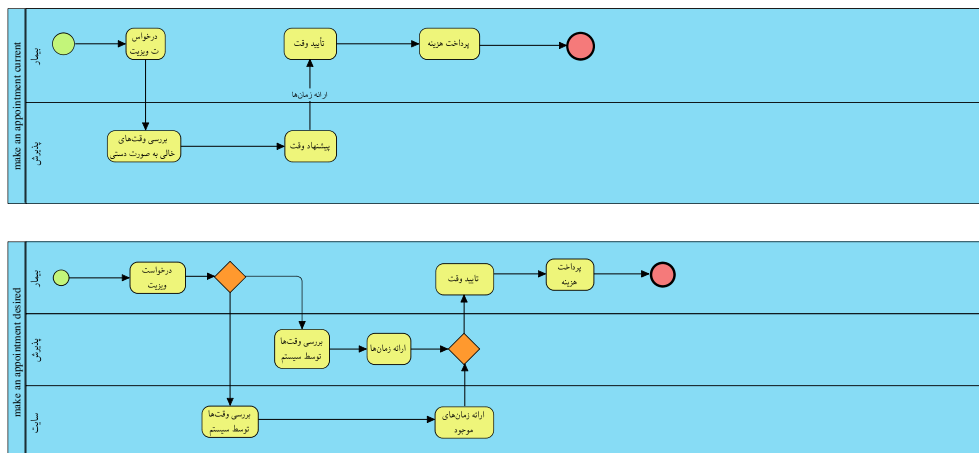 make an appointment current
بیمار
درخواس
ت ویزیت
تأیید وقت
پرداخت هزینه
ارائه زمان‌ها
پذیرش
بررسی وقت‌های
خالی به صورت دستی
پیشنهاد وقت
make an appointment desired
بیمار
درخواست
ویزیت
تایید وقت
پرداخت
هزینه
پذیرش
بررسی وقت‌ها
توسط سیستم
ارائه زمان‌ها
سایت
بررسی وقت‌ها
توسط سیستم
ارائه زمان‌های
موجود